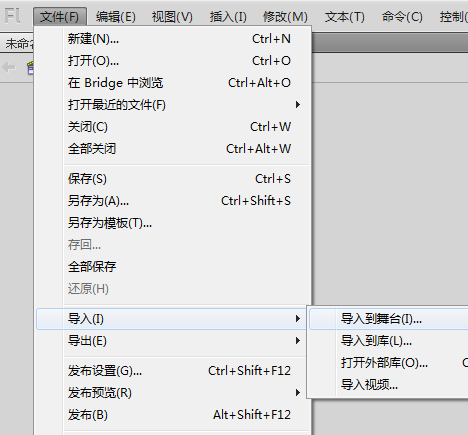 Fl 文件(F) 编辑(E) 视图(V) 插入(I) 修改(M) 文本(T) 命令(C) 控制(
未命名
新建(N)... Ctrl+N
打开(O)... Ctrl+O
在 Bridge 中浏览 Ctrl+Alt+O
打开最近的文件(F)
关闭(C) Ctrl+W
全部关闭 Ctrl+Alt+W
保存(S) Ctrl+S
另存为(A)... Ctrl+Shift+S
另存为模板(T)...
存回...
全部保存
还原(H)
导入(I)
导入到舞台(I)...
导出(E)
导入到库(L)...
打开外部库(O)... C
发布设置(G)... Ctrl+Shift+F12
导入视频...
发布预览(R)
发布(B) Alt+Shift+F12